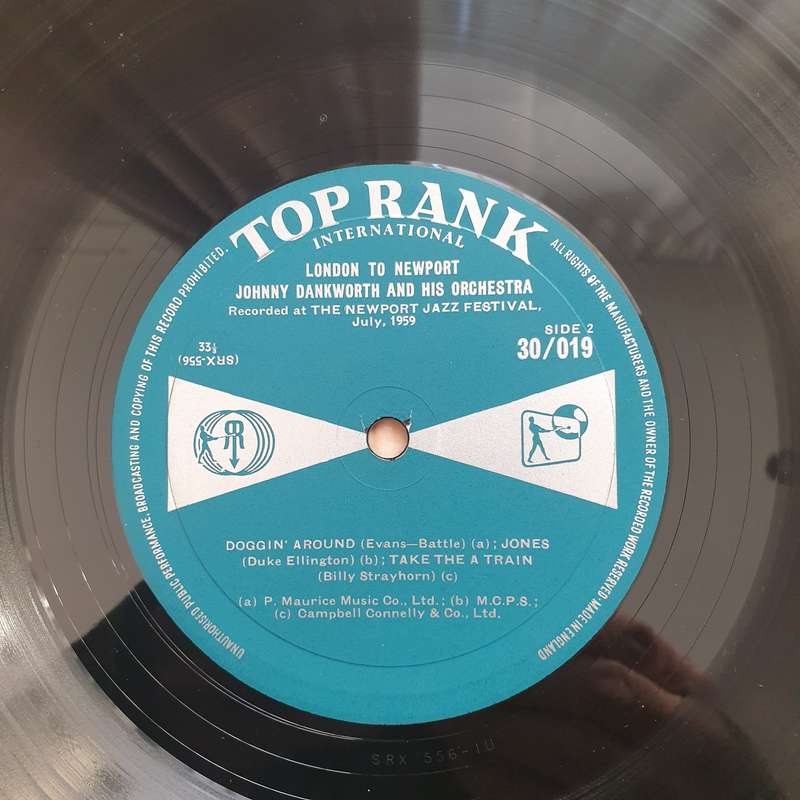 TOP RANK
INTERNATIONAL
LONDON TO NEWPORT
JOHNNY DANKWORTH AND HIS ORCHESTRA
Recorded at THE NEWPORT JAZZ FESTIVAL,
July, 1959
SIDE 2
30/019
33⅓
(SRX-556)
DOGGIN' AROUND (Evans—Battle) (a); JONES
(Duke Ellington) (b); TAKE THE A TRAIN
(Billy Strayhorn) (c)
(a) P. Maurice Music Co., Ltd.; (b) M.C.P.S.;
(c) Campbell Connelly & Co., Ltd.
ALL RIGHTS OF THE MANUFACTURERS AND THE OWNER OF THE RECORDED WORK RESERVED-MADE IN ENGLAND
UNAUTHORISED PUBLIC PERFORMANCE, BROADCASTING AND COPYING OF THIS RECORD PROHIBITED.
SRX 556-1U